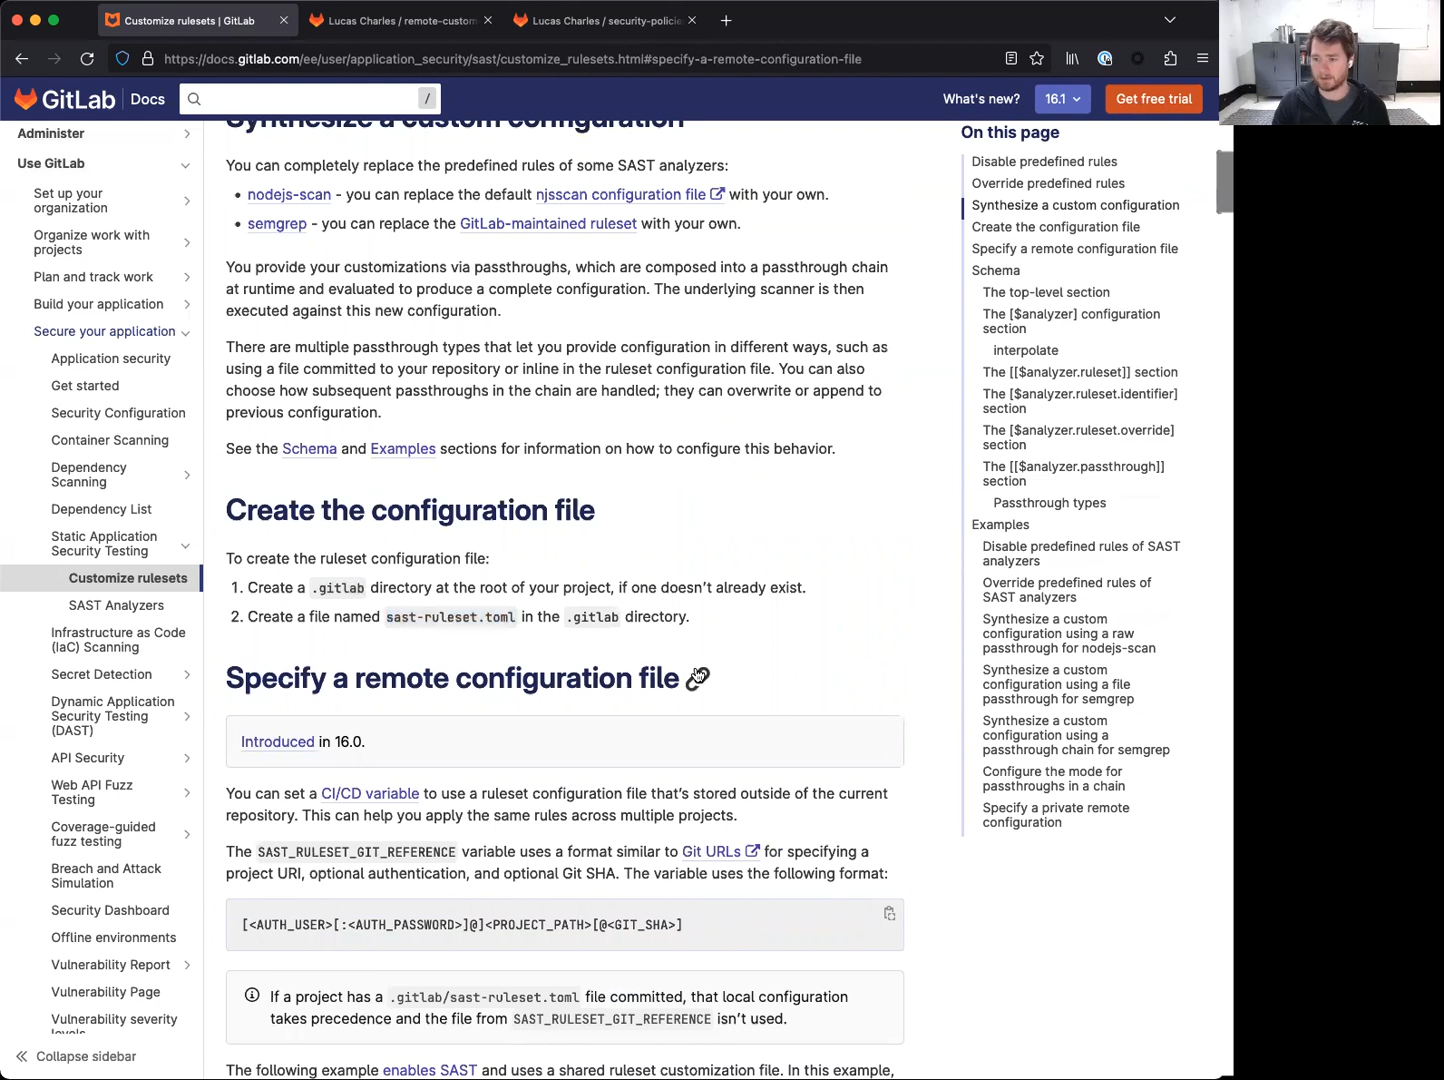 Customize rulesets | GitLab
Lucas Charles / remote-custom
Lucas Charles / security-policie
https://docs.gitlab.com/ee/user/application_security/sast/customize_rulesets.html#specify-a-remote-configuration-file
GitLab Docs
/
What's new?
16.1
Get free trial
Administer
Use GitLab
Set up your
organization
Organize work with
projects
Plan and track work
Build your application
Secure your application
Application security
Get started
Security Configuration
Container Scanning
Dependency
Scanning
Dependency List
Static Application
Security Testing
Customize rulesets
SAST Analyzers
Infrastructure as Code
(IaC) Scanning
Secret Detection
Dynamic Application
Security Testing
(DAST)
API Security
Web API Fuzz
Testing
Coverage-guided
fuzz testing
Breach and Attack
Simulation
Security Dashboard
Offline environments
Vulnerability Report
Vulnerability Page
Vulnerability severity
levels
Collapse sidebar
Synthesize a custom configuration
You can completely replace the predefined rules of some SAST analyzers:
• nodejs-scan - you can replace the default njsscan configuration file with your own.
• semgrep - you can replace the GitLab-maintained ruleset with your own.
You provide your customizations via passthroughs, which are composed into a passthrough chain
at runtime and evaluated to produce a complete configuration. The underlying scanner is then
executed against this new configuration.
There are multiple passthrough types that let you provide configuration in different ways, such as
using a file committed to your repository or inline in the ruleset configuration file. You can also
choose how subsequent passthroughs in the chain are handled; they can overwrite or append to
previous configuration.
See the Schema and Examples sections for information on how to configure this behavior.
Create the configuration file
To create the ruleset configuration file:
1. Create a .gitlab directory at the root of your project, if one doesn't already exist.
2. Create a file named sast-ruleset.toml in the .gitlab directory.
Specify a remote configuration file
Introduced in 16.0.
You can set a CI/CD variable to use a ruleset configuration file that's stored outside of the current
repository. This can help you apply the same rules across multiple projects.
The SAST_RULESET_GIT_REFERENCE variable uses a format similar to Git URLs for specifying a
project URI, optional authentication, and optional Git SHA. The variable uses the following format:
[<AUTH_USER>[:<AUTH_PASSWORD>]@]<PROJECT_PATH>[@<GIT_SHA>]
If a project has a .gitlab/sast-ruleset.toml file committed, that local configuration
takes precedence and the file from SAST_RULESET_GIT_REFERENCE isn't used.
The following example enables SAST and uses a shared ruleset customization file. In this example,
On this page
Disable predefined rules
Override predefined rules
Synthesize a custom configuration
Create the configuration file
Specify a remote configuration file
Schema
The top-level section
The [$analyzer] configuration
section
interpolate
The [[$analyzer.ruleset]] section
The [$analyzer.ruleset.identifier]
section
The [$analyzer.ruleset.override]
section
The [[$analyzer.passthrough]]
section
Passthrough types
Examples
Disable predefined rules of SAST
analyzers
Override predefined rules of
SAST analyzers
Synthesize a custom
configuration using a raw
passthrough for nodejs-scan
Synthesize a custom
configuration using a file
passthrough for semgrep
Synthesize a custom
configuration using a
passthrough chain for semgrep
Configure the mode for
passthroughs in a chain
Specify a private remote
configuration